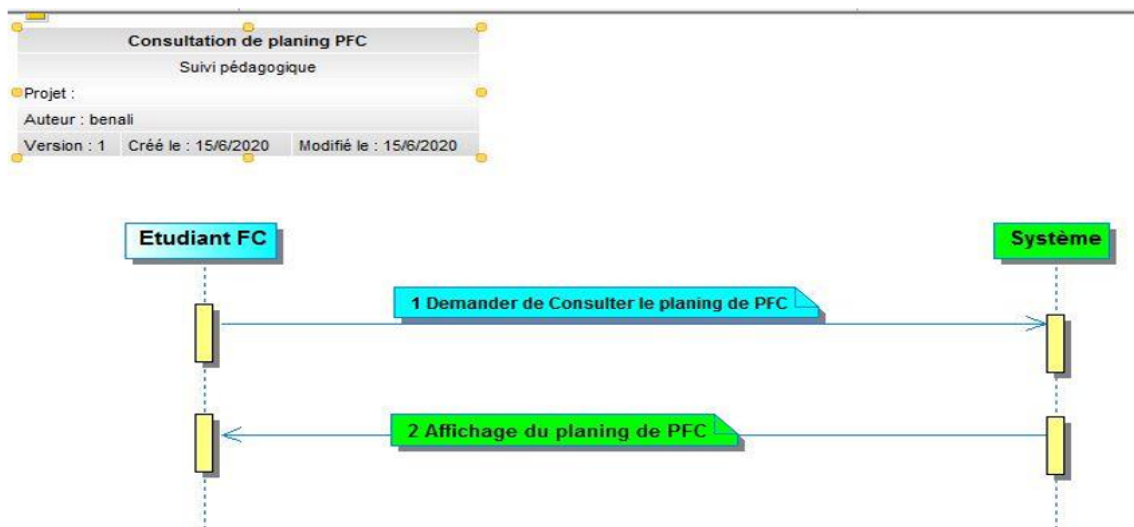 Consultation de planing PFC
Suivi pédagogique
Projet :
Auteur : benali
Version : 1 Créé le : 15/6/2020 Modifié le : 15/6/2020
Etudiant FC
Système
1 Demander de Consulter le planing de PFC
2 Affichage du planing de PFC